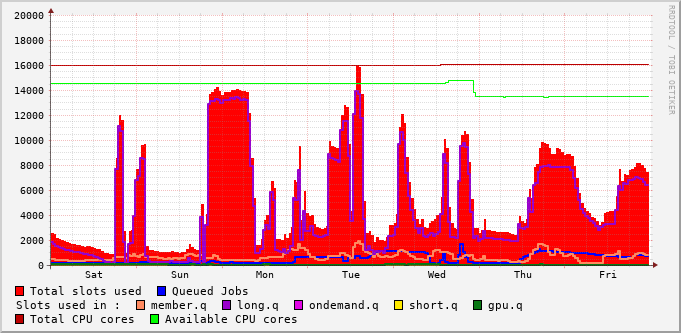 20000
18000
16000
14000
12000
10000
8000
6000
4000
2000
0
Sat Sun Mon Tue Wed Thu Fri
RRDTOOL / TOBI OETIKER
Total slots used Queued Jobs
Slots used in : member.q long.q ondemand.q short.q gpu.q
Total CPU cores Available CPU cores